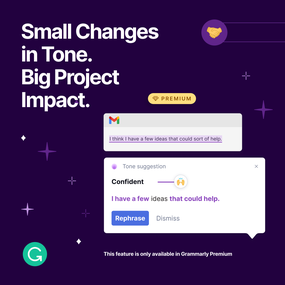 Small Changes
in Tone.
Big Project
Impact.
PREMIUM
I think I have a few ideas that could sort of help.
Tone suggestion
Confident
I have a few ideas that could help.
Rephrase Dismiss
This feature is only available in Grammarly Premium